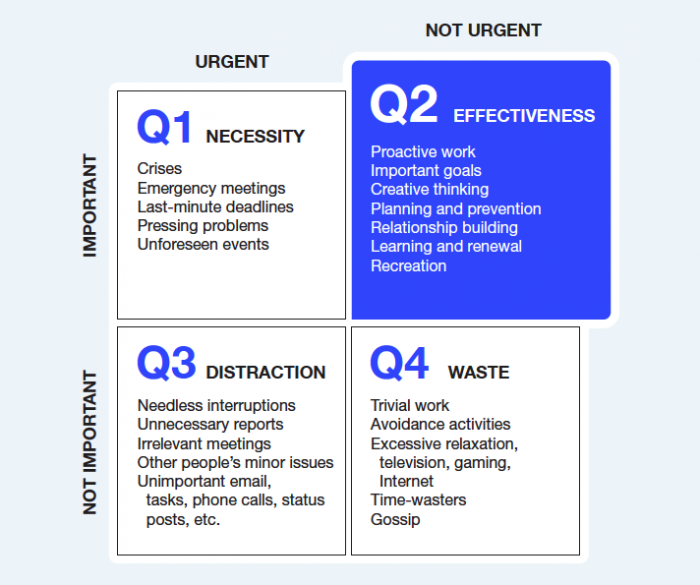 NOT URGENT
URGENT
IMPORTANT
Q1 NECESSITY
Crises
Emergency meetings
Last-minute deadlines
Pressing problems
Unforeseen events
Q2 EFFECTIVENESS
Proactive work
Important goals
Creative thinking
Planning and prevention
Relationship building
Learning and renewal
Recreation
NOT IMPORTANT
Q3 DISTRACTION
Needless interruptions
Unnecessary reports
Irrelevant meetings
Other people's minor issues
Unimportant email,
tasks, phone calls, status
posts, etc.
Q4 WASTE
Trivial work
Avoidance activities
Excessive relaxation,
television, gaming,
Internet
Time-wasters
Gossip